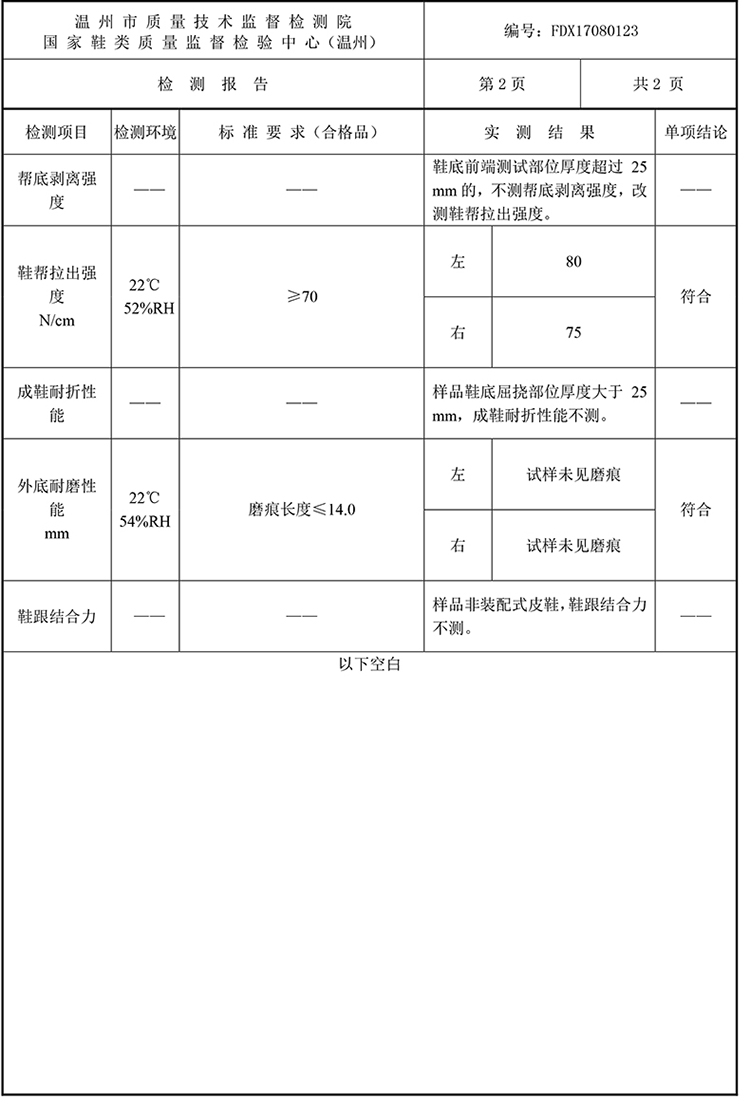 温 州 市 质 量 技 术 监 督 检 测 院
国 家 鞋 类 质 量 监 督 检 验 中 心（温州）
编号：FDX17080123
检 测 报 告
第 2 页
共 2 页
检测项目
检测环境
标 准 要 求（合格品）
实 测 结 果
单项结论
帮底剥离强
度
——
——
鞋底前端测试部位厚度超过 25
mm 的，不测帮底剥离强度，改
测鞋帮拉出强度。
——
鞋帮拉出强
度
N/cm
22℃
52%RH
≥70
左
80
右
75
符合
成鞋耐折性
能
——
——
样品鞋底屈挠部位厚度大于 25
mm，成鞋耐折性能不测。
——
外底耐磨性
能
mm
22℃
54%RH
磨痕长度≤14.0
左
试样未见磨痕
右
试样未见磨痕
符合
鞋跟结合力
——
——
样品非装配式皮鞋，鞋跟结合力
不测。
——
以下空白